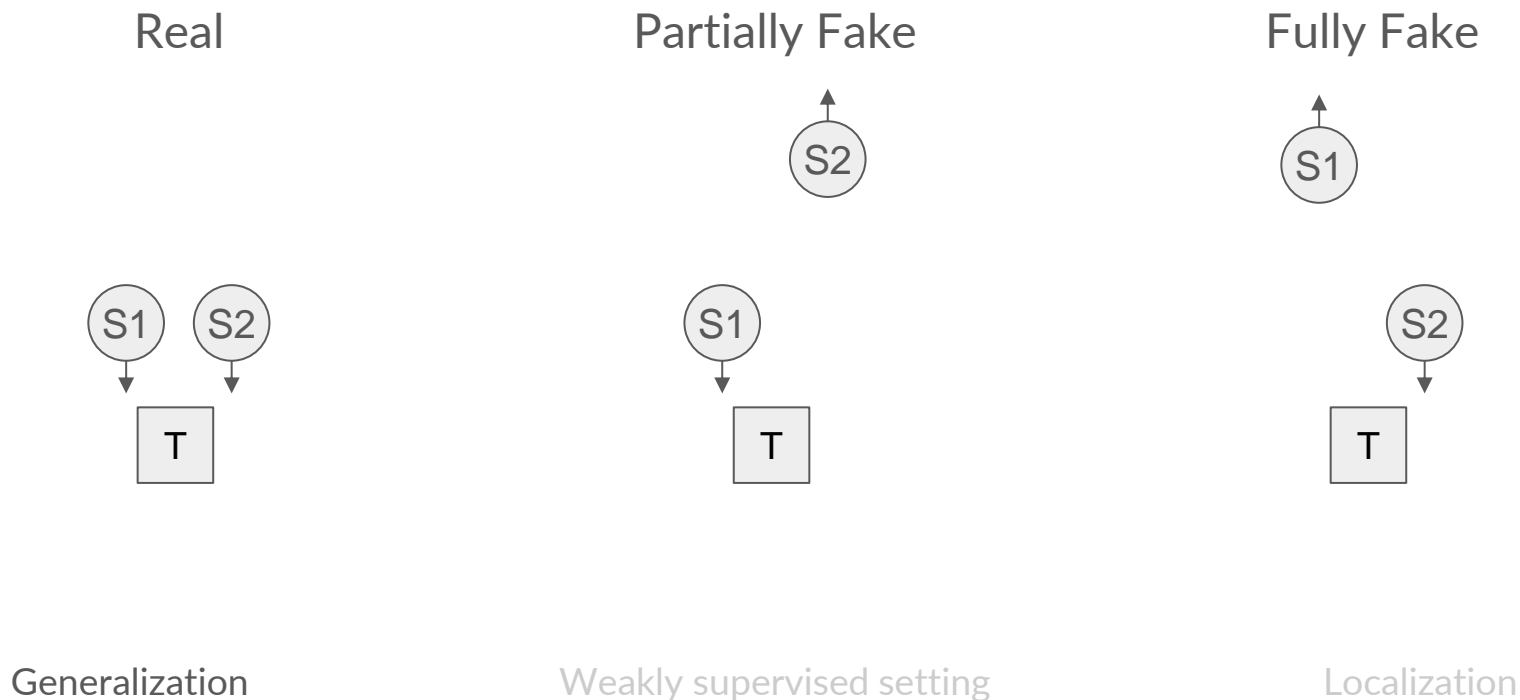 Real Partially Fake Fully Fake
S2 S1
S1 S2 S1 S2
T T T
Generalization Weakly supervised setting Localization